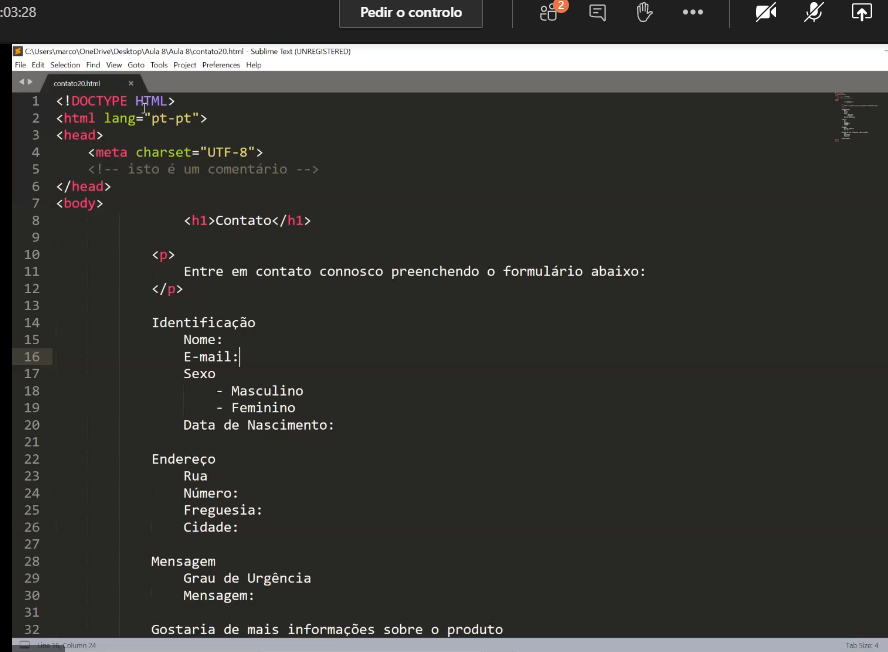 :03:28
Pedir o controlo
2
C:\Users\marco\OneDrive\Desktop\Aula 8\Aula 8\contato20.html - Sublime Text (UNREGISTERED)
File Edit Selection Find View Goto Tools Project Preferences Help
contato20.html ×
1 <!DOCTYPE HTML>
2 <html lang="pt-pt">
3 <head>
4 <meta charset="UTF-8">
5 <!-- isto é um comentário -->
6 </head>
7 <body>
8 <h1>Contato</h1>
9
10 <p>
11 Entre em contato connosco preenchendo o formulário abaixo:
12 </p>
13
14 Identificação
15 Nome:
16 E-mail:
17 Sexo
18 - Masculino
19 - Feminino
20 Data de Nascimento:
21
22 Endereço
23 Rua
24 Número:
25 Freguesia:
26 Cidade:
27
28 Mensagem
29 Grau de Urgência
30 Mensagem:
31
32 Gostaria de mais informações sobre o produto
Line 16, Column 24 Tab Size: 4